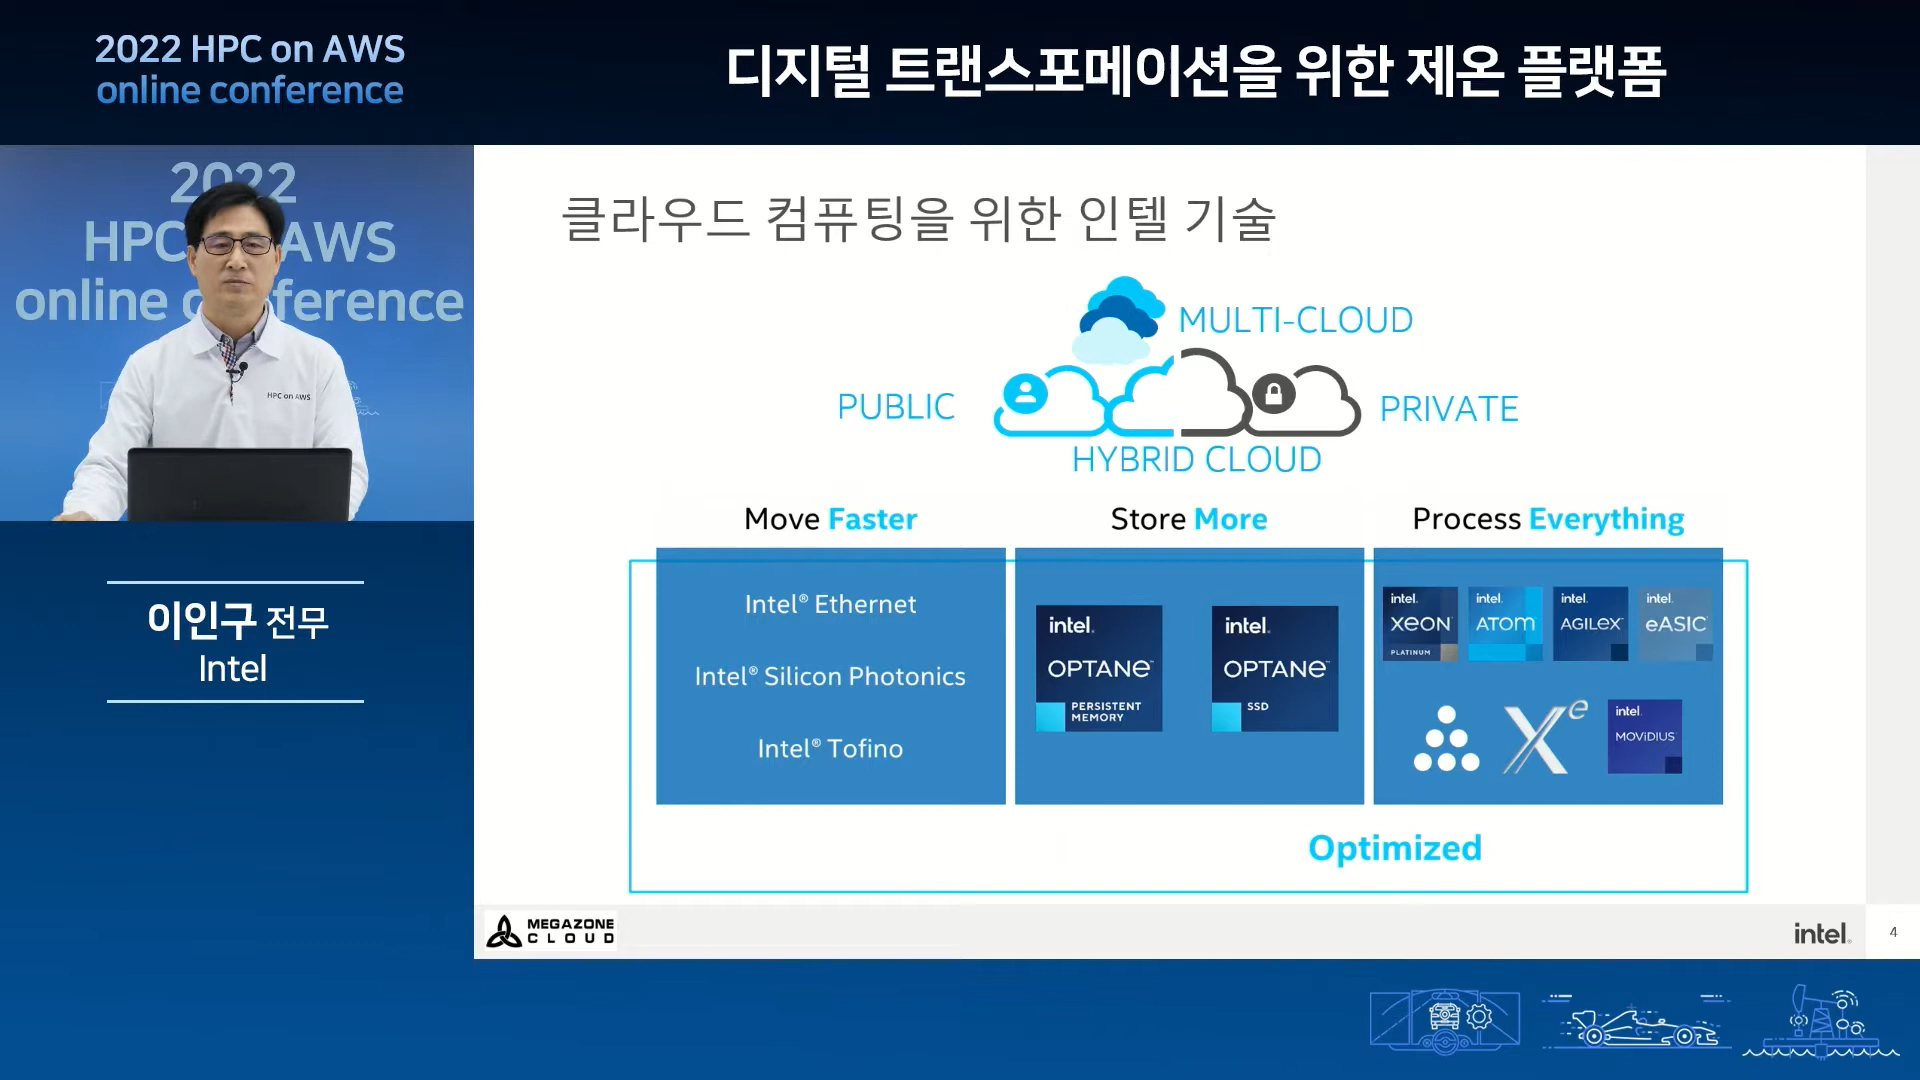 2022 HPC on AWS
online conference
디지털 트랜스포메이션을 위한 제온 플랫폼
2022
HPC AWS
online ference
HPC on AWS
이인구 전무
Intel
클라우드 컴퓨팅을 위한 인텔 기술
MULTI-CLOUD
PUBLIC
PRIVATE
HYBRID CLOUD
Move Faster
Store More
Process Everything
Intel® Ethernet
Intel® Silicon Photonics
Intel® Tofino
intel.
OPTANE™
PERSISTENT
MEMORY
intel.
OPTANE™
SSD
intel.
XEON
PLATINUM
intel.
ATOM
intel.
AGILEX
intel.
eASIC
Xe
intel.
MOVIDIUS
Optimized
MEGAZONE
CLOUD
intel.
4